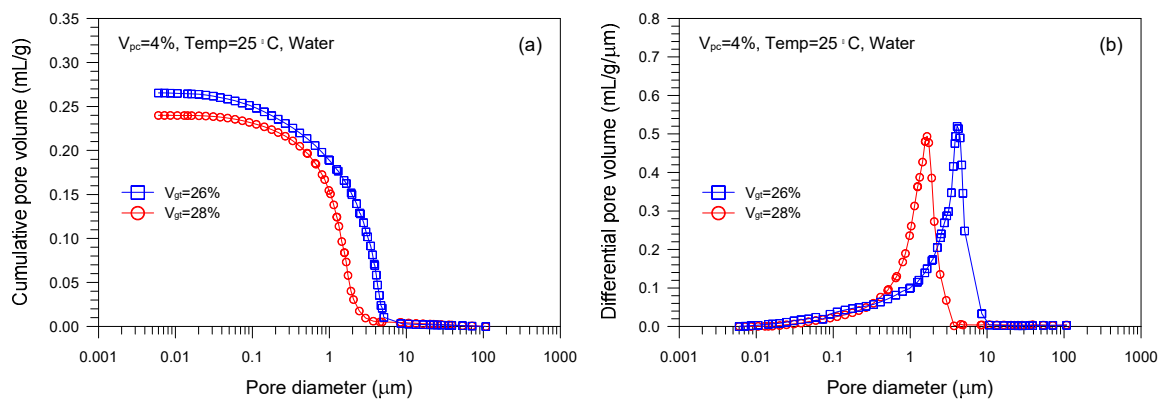 Cumulative pore volume (mL/g)
0.35
0.30
0.25
0.20
0.15
0.10
0.05
0.00
Vpc=4%, Temp=25 °C, Water
(a)
Vgt=26%
Vgt=28%
0.001 0.01 0.1 1 10 100 1000
Pore diameter (μm)
Differential pore volume (mL/g/μm)
0.8
0.7
0.6
0.5
0.4
0.3
0.2
0.1
0.0
Vpc=4%, Temp=25 °C, Water
(b)
Vgt=26%
Vgt=28%
0.001 0.01 0.1 1 10 100 1000
Pore diameter (μm)